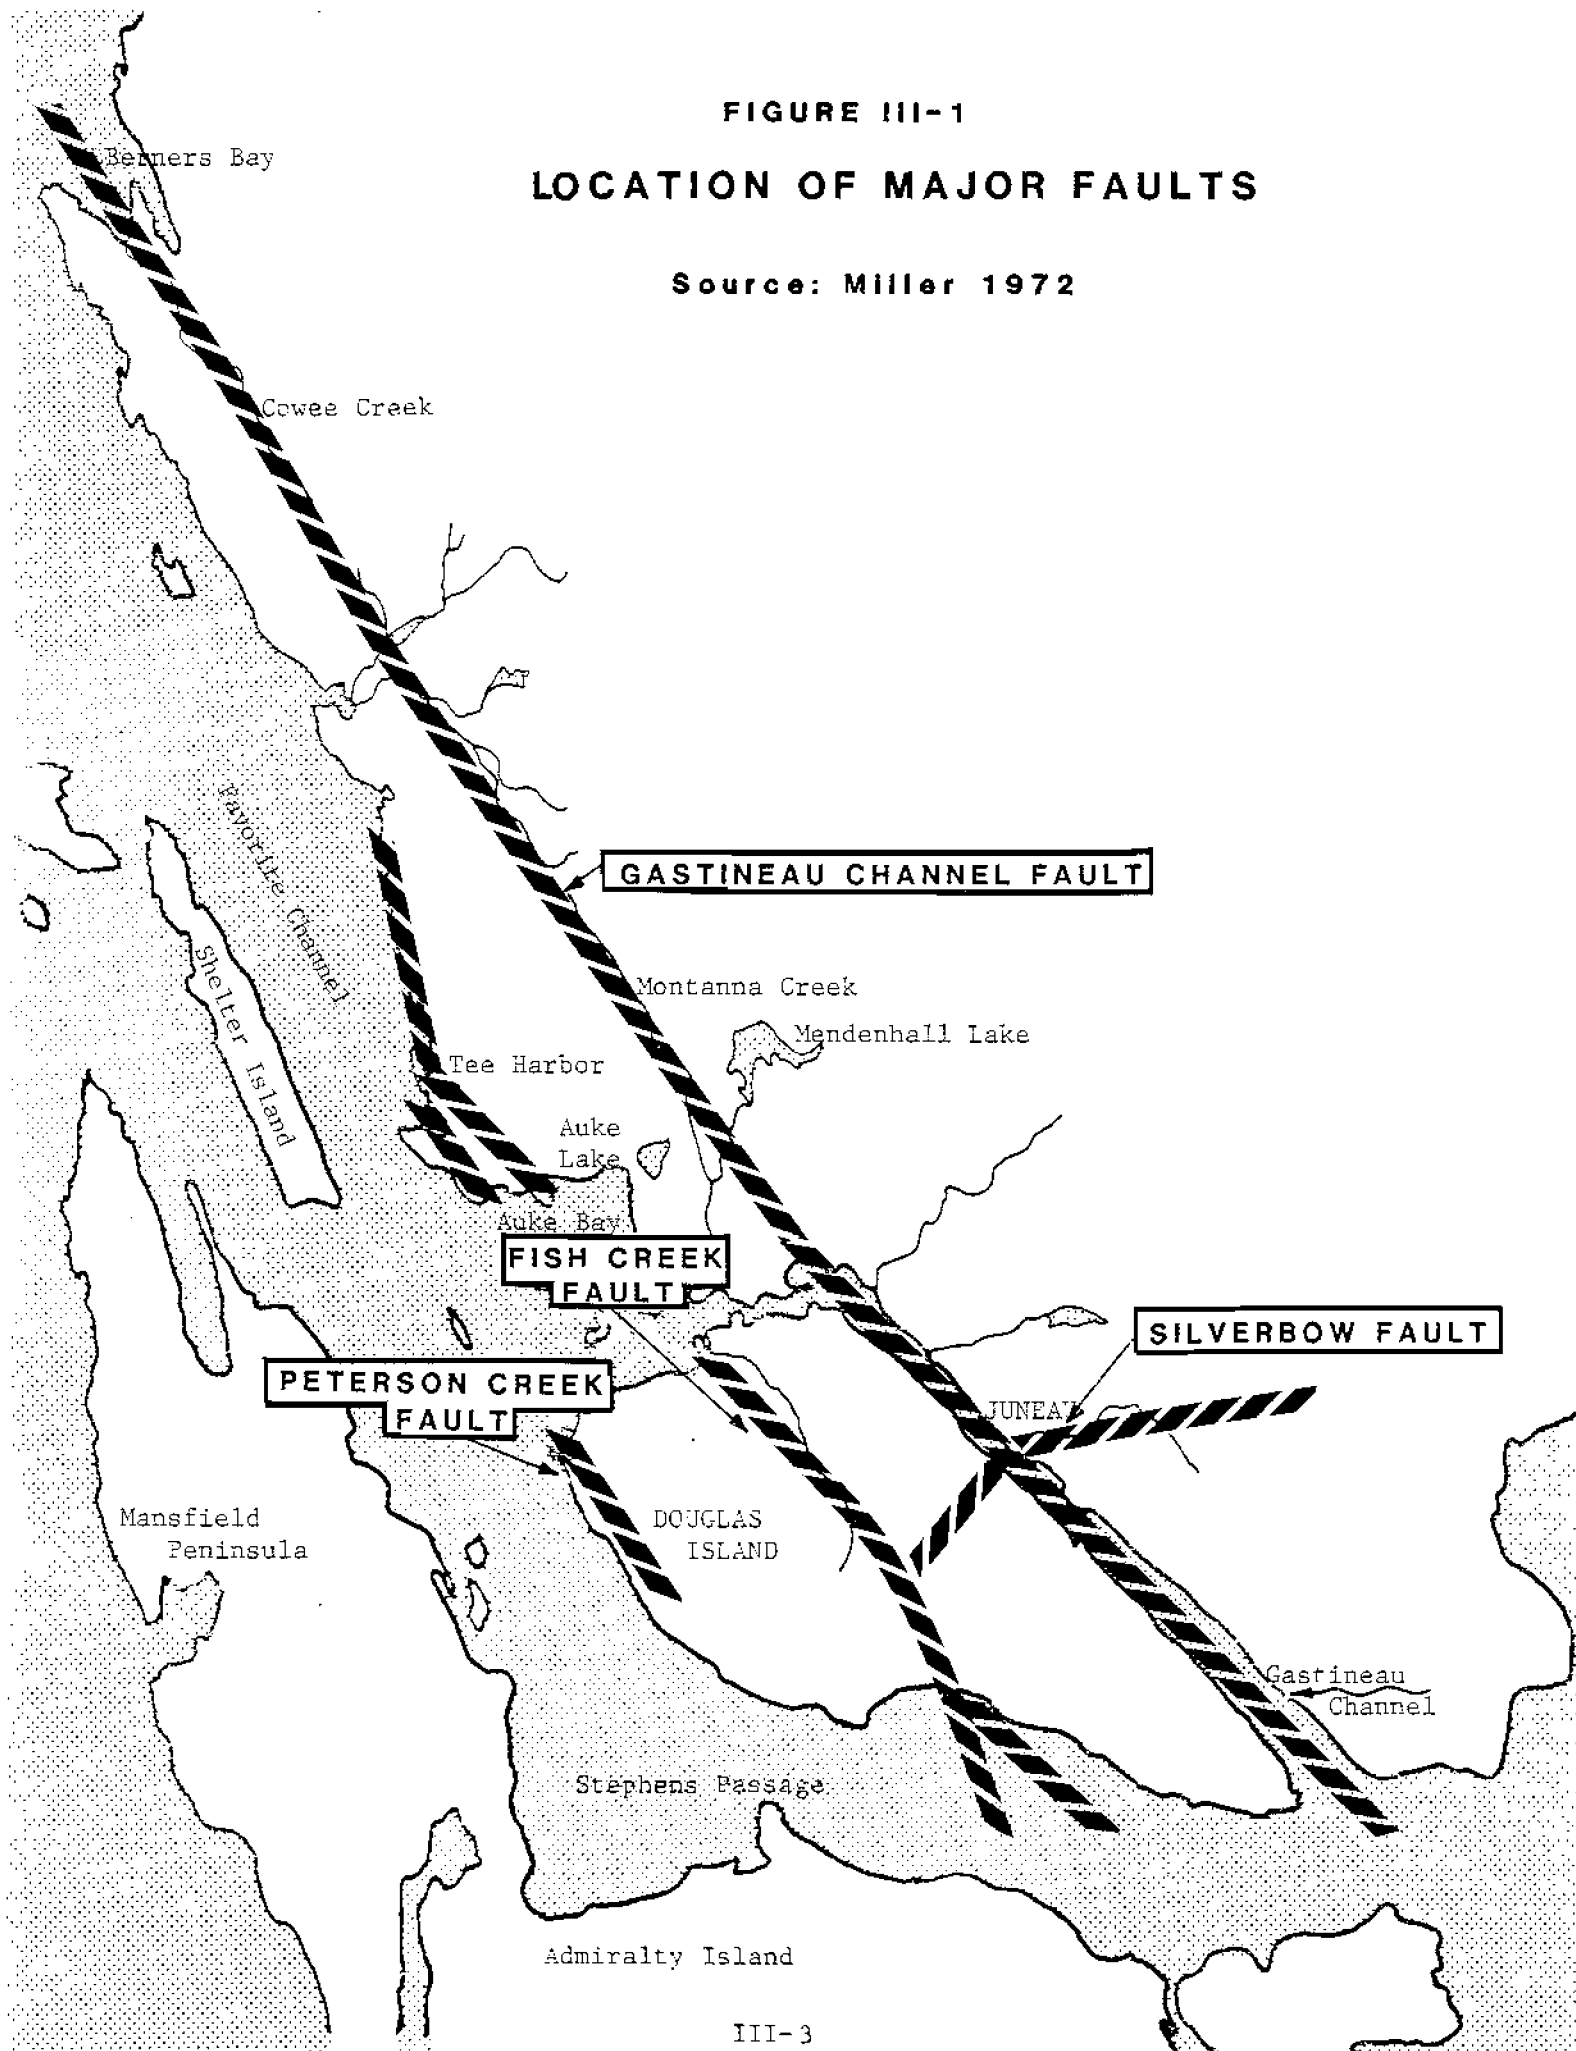 FIGURE III-1
LOCATION OF MAJOR FAULTS
Source: Miller 1972
Berners Bay
Cowee Creek
Favorite Channel
GASTINEAU CHANNEL FAULT
Shelter Island
Montanna Creek
Mendenhall Lake
Tee Harbor
Auke
Lake
Auke Bay
FISH CREEK
FAULT
SILVERBOW FAULT
PETERSON CREEK
FAULT
JUNEAU
Mansfield
Peninsula
DOUGLAS
ISLAND
Gastineau
Channel
Stephens Passage
Admiralty Island
III-3